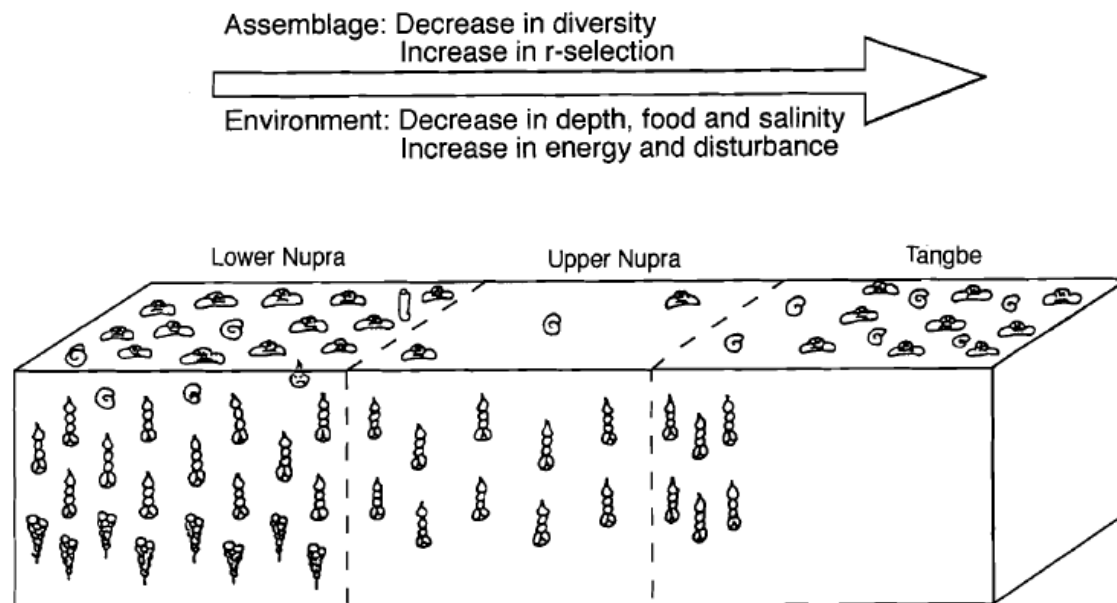 Assemblage: Decrease in diversity
Increase in r-selection
Environment: Decrease in depth, food and salinity
Increase in energy and disturbance
Lower Nupra
Upper Nupra
Tangbe